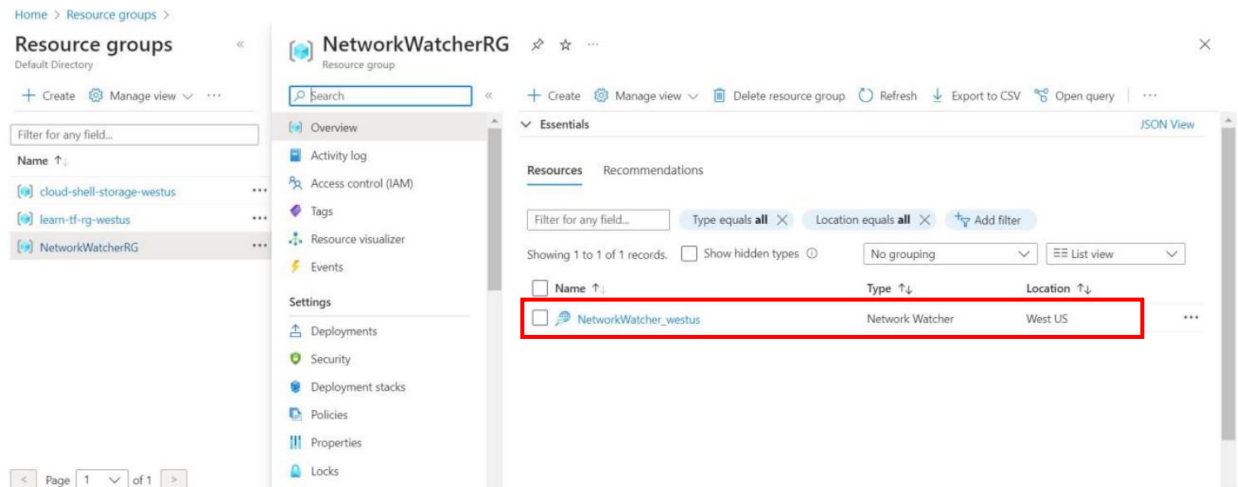 Home > Resource groups >
Resource groups
Default Directory
Create Manage view
Filter for any field...
Name
cloud-shell-storage-westus
learn-tf-rg-westus
NetworkWatcherRG
Page 1 of 1
NetworkWatcherRG
Resource group
Search
Overview
Activity log
Access control (IAM)
Tags
Resource visualizer
Events
Settings
Deployments
Security
Deployment stacks
Policies
Properties
Locks
Create Manage view Delete resource group Refresh Export to CSV Open query
Essentials JSON View
Resources Recommendations
Filter for any field... Type equals all Location equals all Add filter
Showing 1 to 1 of 1 records. Show hidden types No grouping List view
Name Type Location
NetworkWatcher_westus Network Watcher West US